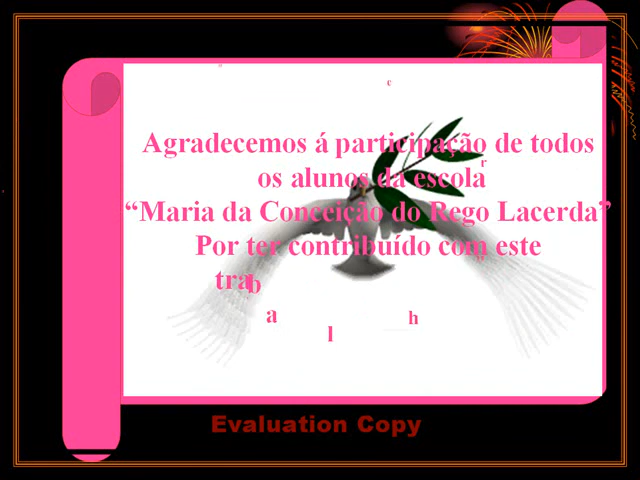 Agradecemos á participação de todos
os alunos da escola
“Maria da Conceição do Rego Lacerda”
Por ter contribuído com este
trabalh
c
r
Evaluation Copy